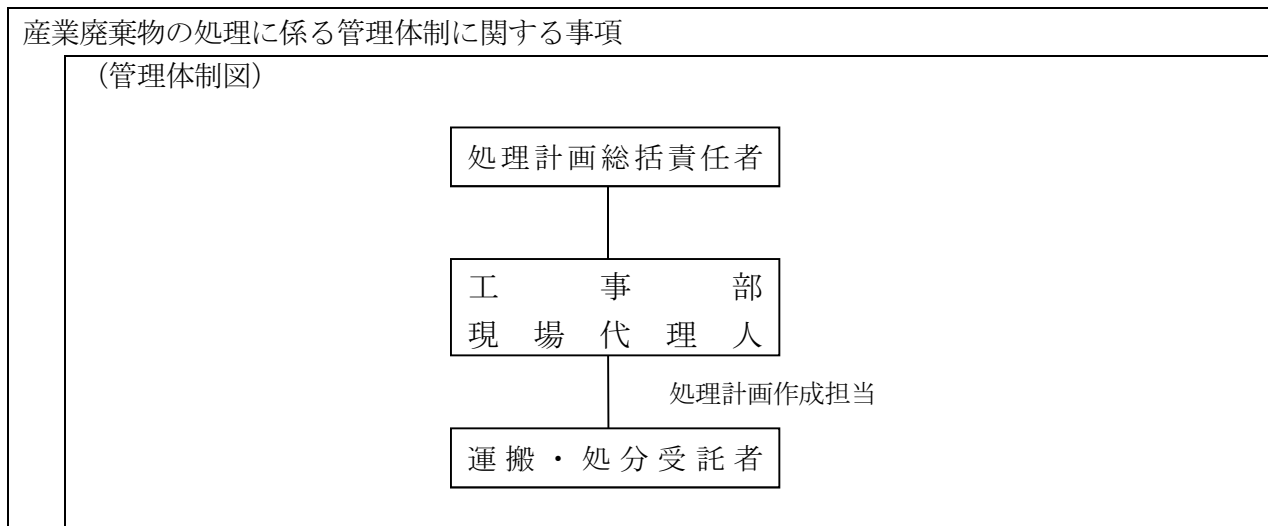 産業廃棄物の処理に係る管理体制に関する事項
（管理体制図）
処理計画総括責任者
工事部
現場代理人
処理計画作成担当
運搬・処分受託者